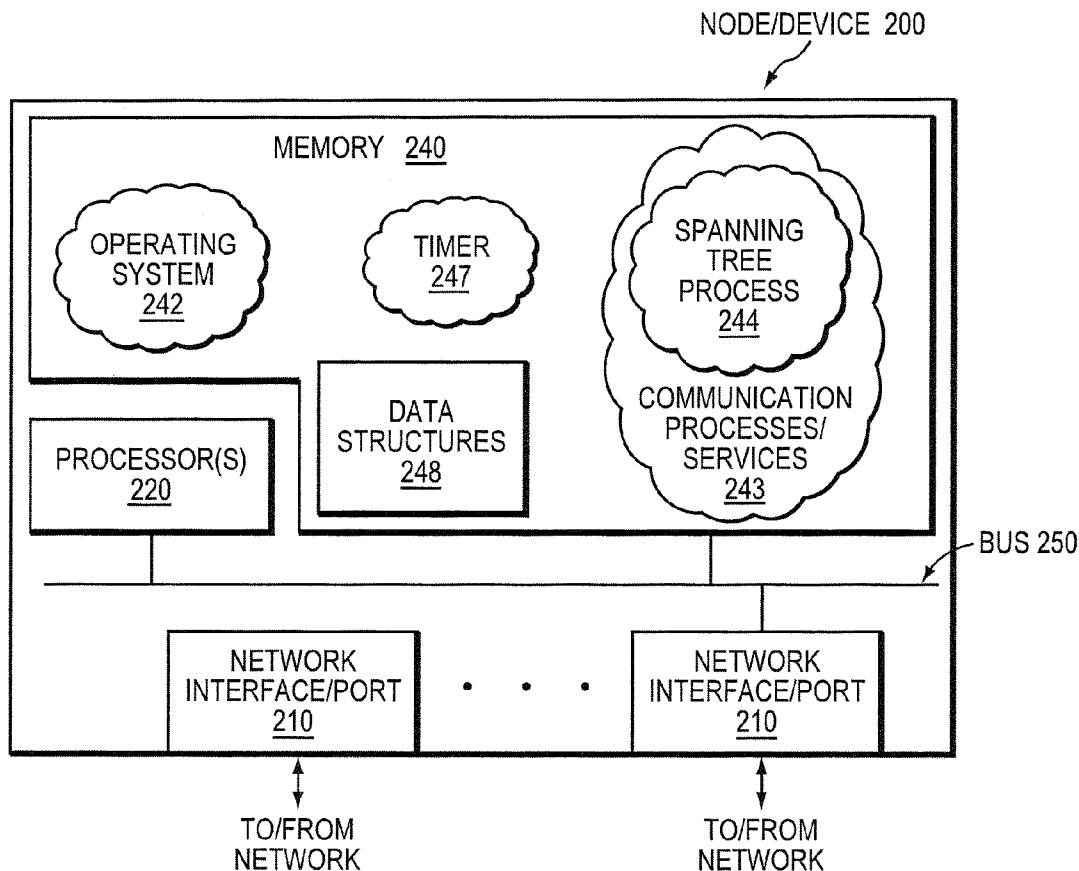 NODE/DEVICE 200
MEMORY 240
OPERATING
SYSTEM
242
TIMER
247
SPANNING
TREE
PROCESS
244
COMMUNICATION
PROCESSES/
SERVICES
243
DATA
STRUCTURES
248
PROCESSOR(S)
220
BUS 250
NETWORK
INTERFACE/PORT
210
NETWORK
INTERFACE/PORT
210
TO/FROM
NETWORK
TO/FROM
NETWORK